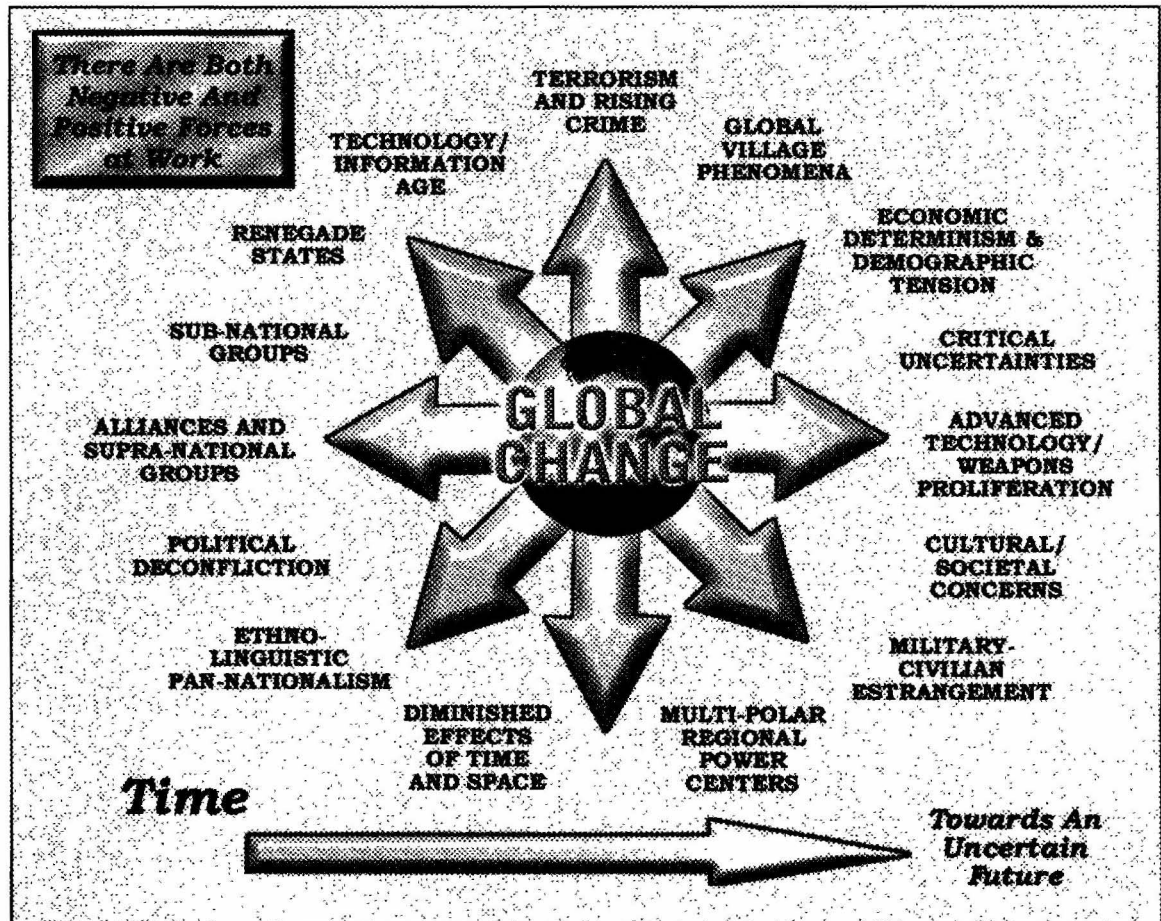 There Are Both
Negative And
Positive Forces
at Work
TERRORISM
AND RISING
CRIME
GLOBAL
VILLAGE
PHENOMENA
TECHNOLOGY/
INFORMATION
AGE
ECONOMIC
DETERMINISM &
DEMOGRAPHIC
TENSION
RENEGADE
STATES
SUB-NATIONAL
GROUPS
CRITICAL
UNCERTAINTIES
GLOBAL
CHANGE
ALLIANCES AND
SUPRA-NATIONAL
GROUPS
ADVANCED
TECHNOLOGY/
WEAPONS
PROLIFERATION
POLITICAL
DECONFLICTION
CULTURAL/
SOCIETAL
CONCERNS
ETHNO-
LINGUISTIC
PAN-NATIONALISM
MILITARY-
CIVILIAN
ESTRANGEMENT
DIMINISHED
EFFECTS
OF TIME
AND SPACE
MULTI-POLAR
REGIONAL
POWER
CENTERS
Time
Towards An
Uncertain
Future